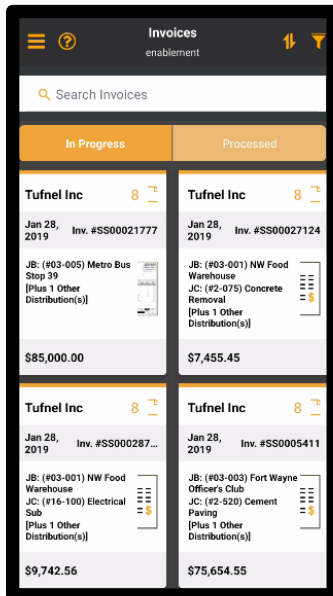 Invoices
enablement
Search Invoices
In Progress
Processed
Tufnel Inc 8
Jan 28,
2019
Inv. #SS00021777
JB: (#03-005) Metro Bus
Stop 39
[Plus 1 Other
Distribution(s)]
$85,000.00
Tufnel Inc 8
Jan 28,
2019
Inv. #SS00027124
JB: (#03-001) NW Food
Warehouse
JC: (#2-075) Concrete
Removal
[Plus 1 Other
Distribution(s)]
$7,455.45
Tufnel Inc 8
Jan 28,
2019
Inv. #SS000287...
JB: (#03-001) NW Food
Warehouse
JC: (#16-100) Electrical
Sub
[Plus 1 Other
Distribution(s)]
$9,742.56
Tufnel Inc 8
Jan 28,
2019
Inv. #SS0005411
JB: (#03-003) Fort Wayne
Officer's Club
JC: (#2-520) Cement
Paving
[Plus 1 Other
Distribution(s)]
$75,654.55